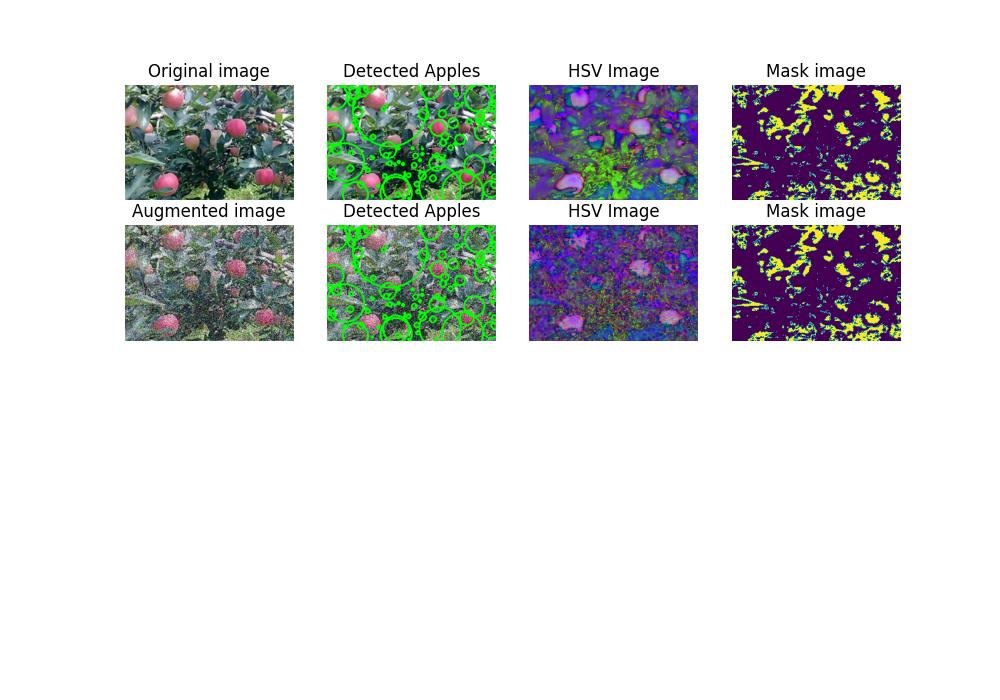 Original image
Detected Apples
HSV Image
Mask image
Augmented image
Detected Apples
HSV Image
Mask image